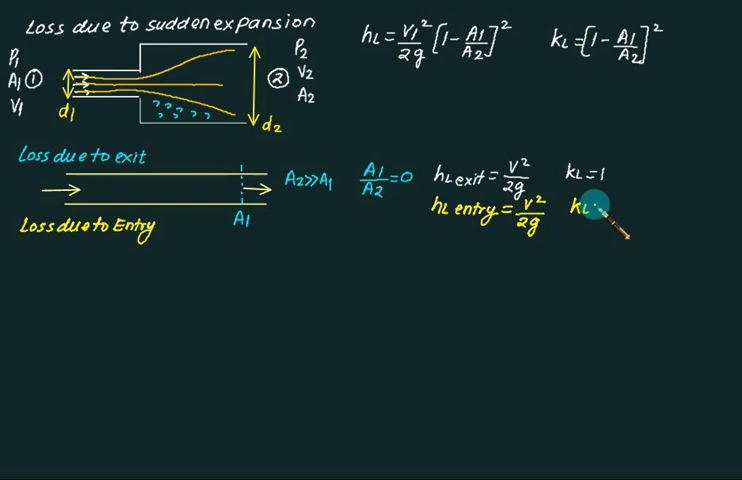 Loss due to sudden expansion
P1
A1 ①
V1
d1
d2
②
P2
V2
A2
hL = V1²/2g [1 - A1/A2]²
KL = [1 - A1/A2]²
Loss due to exit
A1
A2 >> A1
A1/A2 = 0
hL exit = V²/2g
KL = 1
Loss due to Entry
hL entry = V²/2g
KL